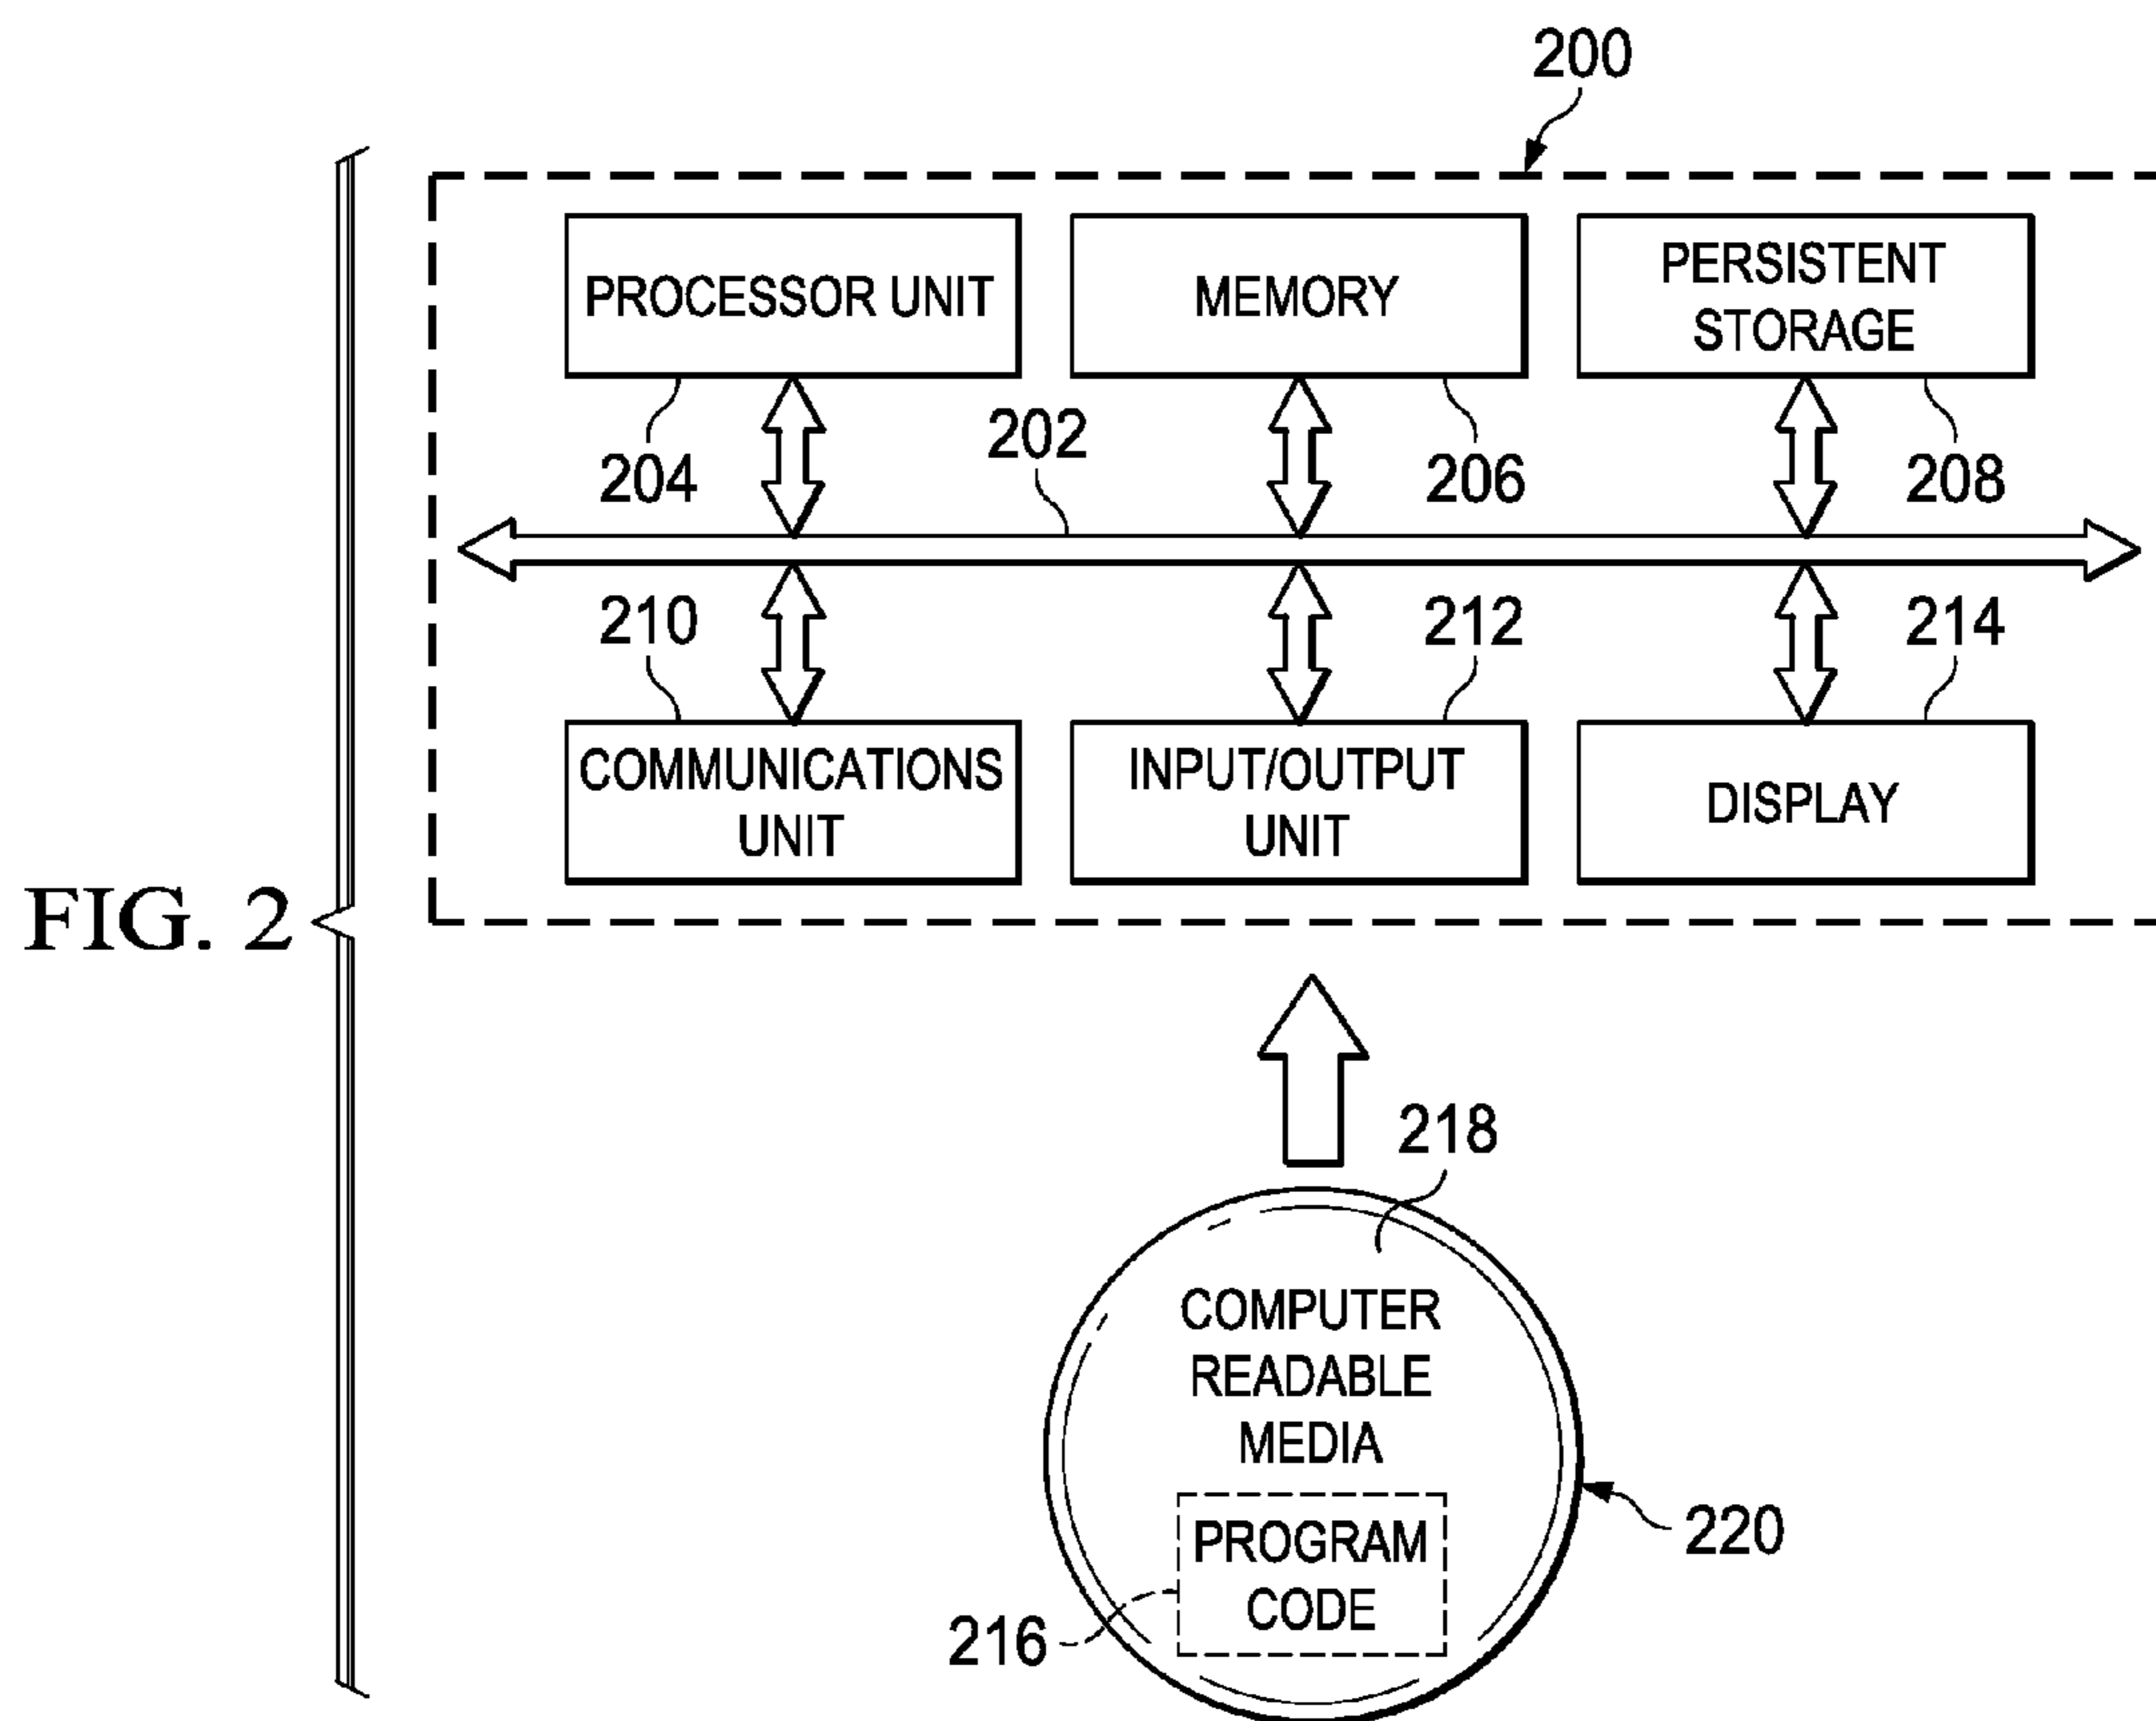 200
PROCESSOR UNIT
MEMORY
PERSISTENT
STORAGE
204
202
206
208
210
212
214
COMMUNICATIONS
UNIT
INPUT/OUTPUT
UNIT
DISPLAY
FIG. 2
218
COMPUTER
READABLE
MEDIA
PROGRAM
CODE
216
220